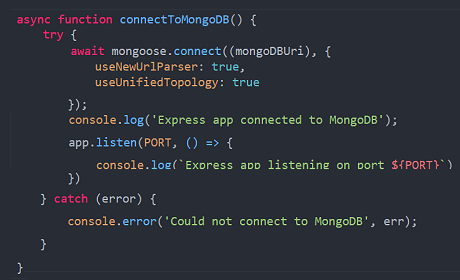 async function connectToMongoDB() {
try {
await mongoose.connect((mongoDBUri), {
useNewUrlParser: true,
useUnifiedTopology: true
});
console.log('Express app connected to MongoDB');
app.listen(PORT, () => {
console.log(`Express app listening on port ${PORT}`)
})
} catch (error) {
console.error('Could not connect to MongoDB', err);
}
}